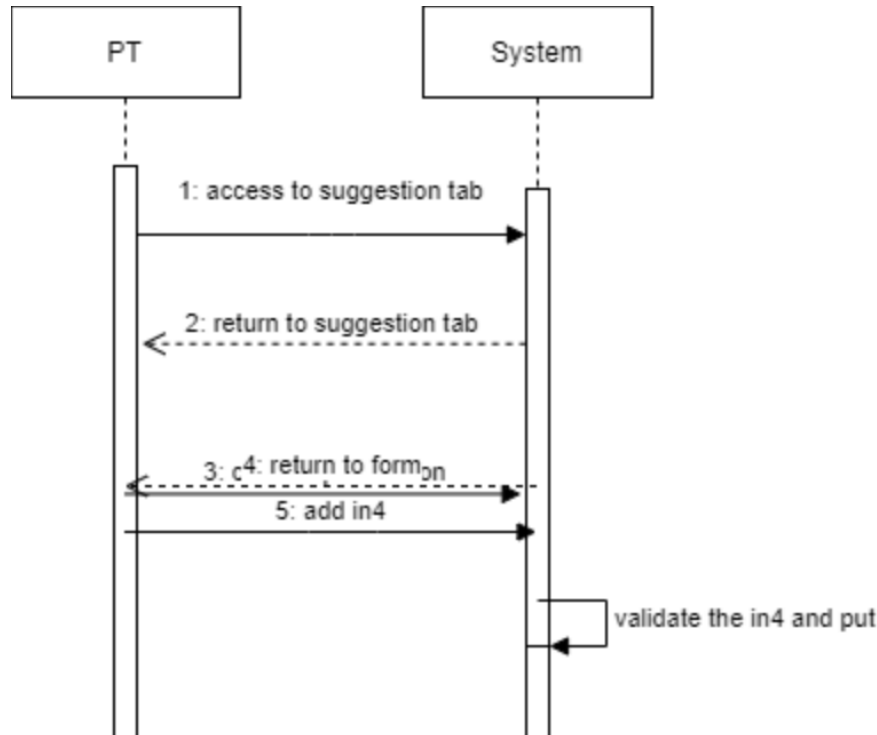 PT
System
1: access to suggestion tab
2: return to suggestion tab
3:
4: return to form
5: add in4
validate the in4 and put